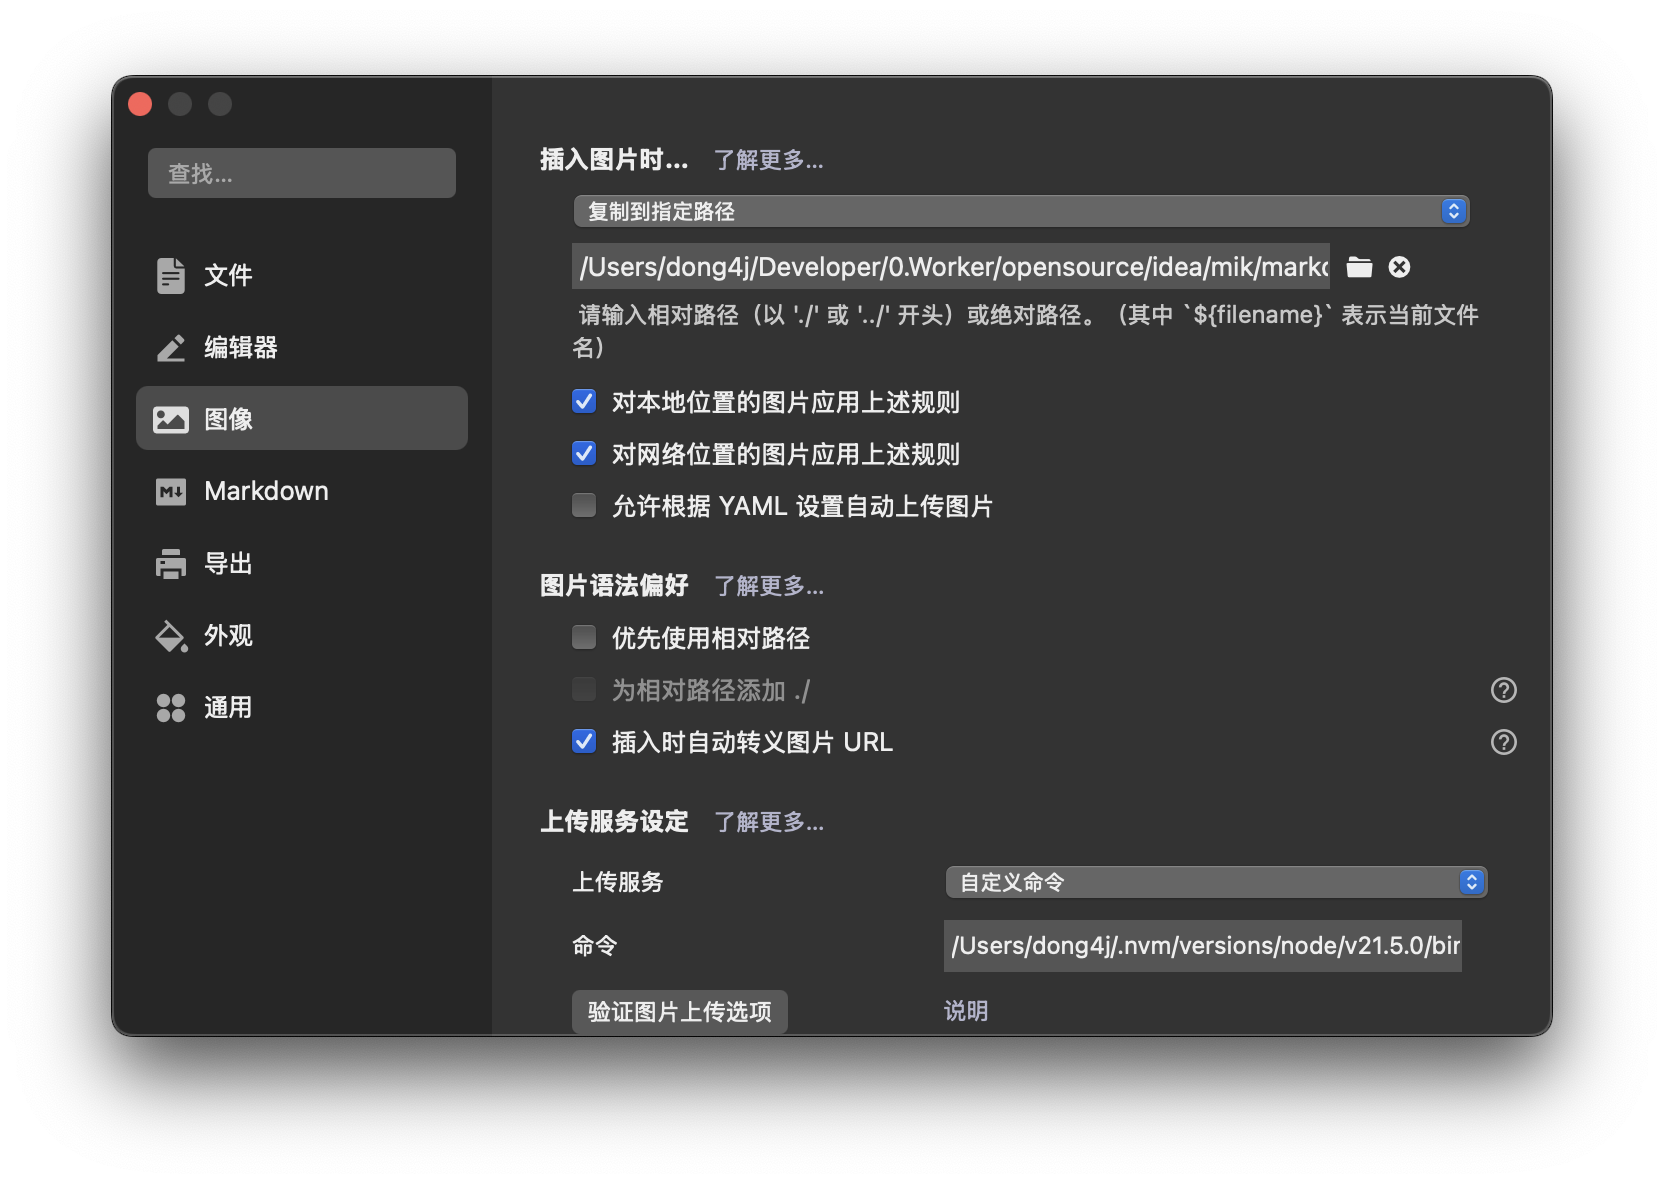 查找...
文件
编辑器
图像
Markdown
导出
外观
通用
插入图片时... 了解更多...
复制到指定路径
/Users/dong4j/Developer/0.Worker/opensource/idea/mik/mark
请输入相对路径（以 './' 或 '../' 开头）或绝对路径。（其中 `${filename}` 表示当前文件
名）
对本地位置的图片应用上述规则
对网络位置的图片应用上述规则
允许根据 YAML 设置自动上传图片
图片语法偏好 了解更多...
优先使用相对路径
为相对路径添加 ./
插入时自动转义图片 URL
上传服务设定 了解更多...
上传服务 自定义命令
命令 /Users/dong4j/.nvm/versions/node/v21.5.0/bin
验证图片上传选项 说明